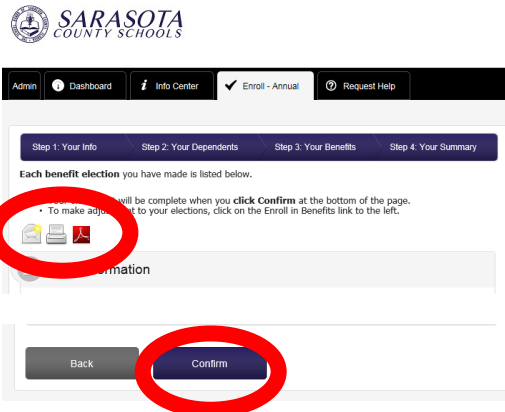 SARASOTA
COUNTY SCHOOLS
Admin Dashboard Info Center Enroll - Annual Request Help
Step 1: Your Info Step 2: Your Dependents Step 3: Your Benefits Step 4: Your Summary
Each benefit election you have made is listed below.
will be complete when you click Confirm at the bottom of the page.
• To make to your elections, click on the Enroll in Benefits link to the left.
Back Confirm